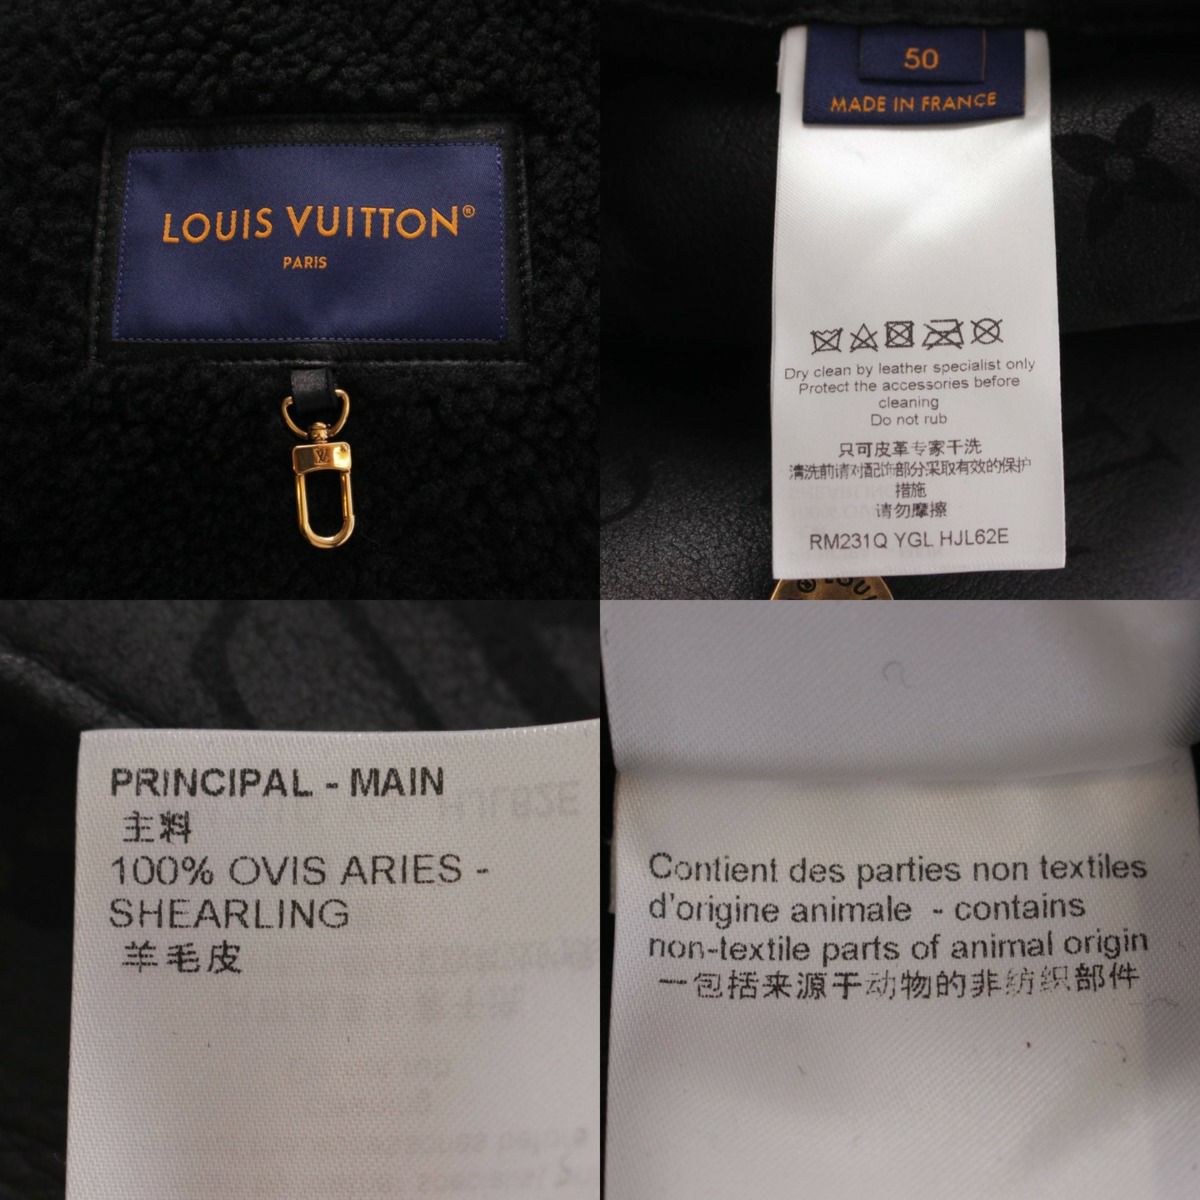 LOUIS VUITTON®
PARIS
50
MADE IN FRANCE
Dry clean by leather specialist only
Protect the accessories before
cleaning
Do not rub
只可皮革专家干洗
清洗前请对配饰部分采取有效的保护
措施
请勿摩擦
RM231Q YGL HJL62E
LOUI
PRINCIPAL - MAIN
主料
100% OVIS ARIES -
SHEARLING
羊毛皮
Contient des parties non textiles
d'origine animale - contains
non-textile parts of animal origin
一包括来源于动物的非纺织部件